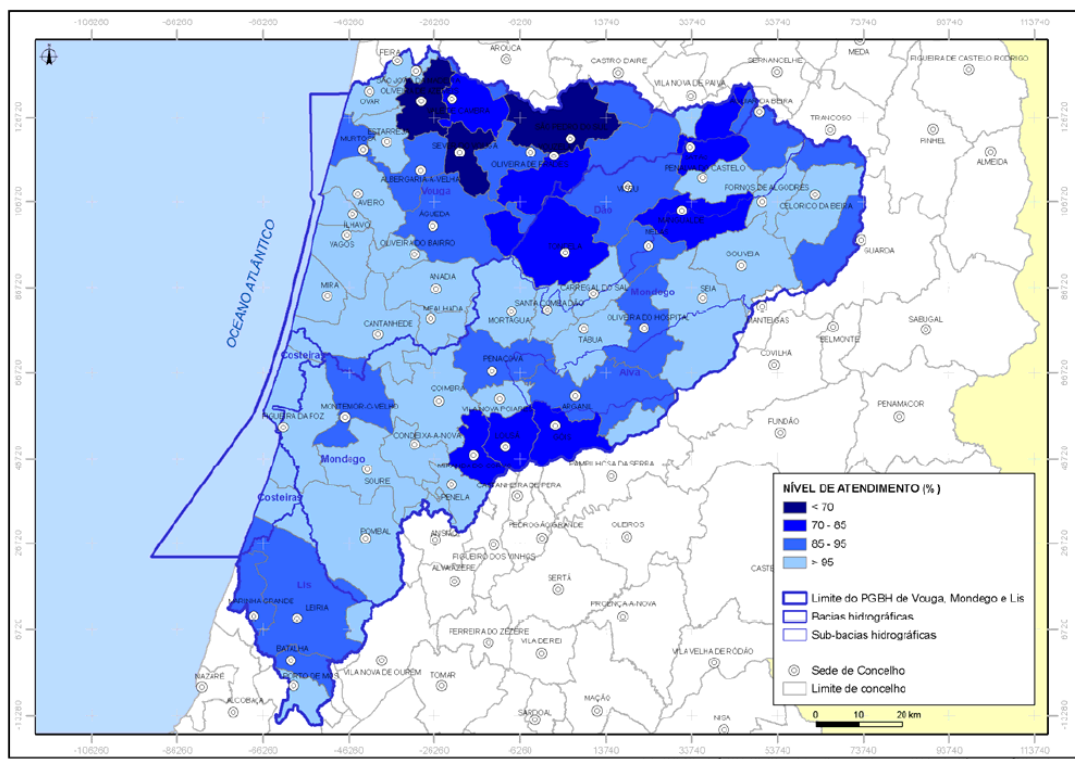 -106260
-86260
-66260
-46260
-26260
-6260
13740
33740
53740
73740
93740
113740
126720
106720
86720
66720
46720
26720
6720
-13280
FEIRA
AROUCA
CASTRO D'AIRE
SERNANCELHE
MEDA
FIGUEIRA DE CASTELO RODRIGO
VILA NOVA DE PAIVA
OVAR
TRANCOSO
PINHEL
ALMEIDA
MURTOSA
ESTARREJA
ALBERGARIA-A-VELHA
OLIVEIRA DE FRADES
Vouga
VISEU
Dão
FORNOS DE ALGODRES
CELORICO DA BEIRA
AVEIRO
ÍLHAVO
VAGOS
ÁGUEDA
OLIVEIRA DO BAIRRO
GUARDA
GOUVEIA
OCEANO ATLÂNTICO
ANADIA
MIRA
MEALHADA
CARREGAL DO SAL
Mondego
SEIA
SANTA COMBA DÃO
MORTÁGUA
CANTANHEDE
TÁBUA
OLIVEIRA DO HOSPITAL
MANTEIGAS
BELMONTE
SABUGAL
COVILHÃ
Costeiras
PENACOVA
Alva
COIMBRA
ARGANIL
MONTEMOR-O-VELHO
FIGUEIRA DA FOZ
PENAMACOR
FUNDÃO
CONDEIXA-A-NOVA
Mondego
SOURE
PAMPILHOSA DA SERRA
CASTANHEIRA DE PERA
PENELA
Costeiras
POMBAL
PEDROGÃO GRANDE
OLEIROS
FIGUEIRÓ DOS VINHOS
ALVAIÁZERE
SERTÃ
Lis
MARINHA GRANDE
LEIRIA
PROENÇA-A-NOVA
FERREIRA DO ZÊZERE
VILA DE REI
BATALHA
VILA NOVA DE OUREM
TOMAR
VILA VELHA DE RÓDÃO
NAZARÉ
PORTO DE MÓS
ALCOBAÇA
MAÇÃO
SARDOAL
NISA
NÍVEL DE ATENDIMENTO (%)
< 70
70 - 85
85 - 95
> 95
Limite do PGBH de Vouga, Mondego e Lis
Bacias hidrográficas
Sub-bacias hidrográficas
Sede de Concelho
Limite de concelho
0 10 20 km